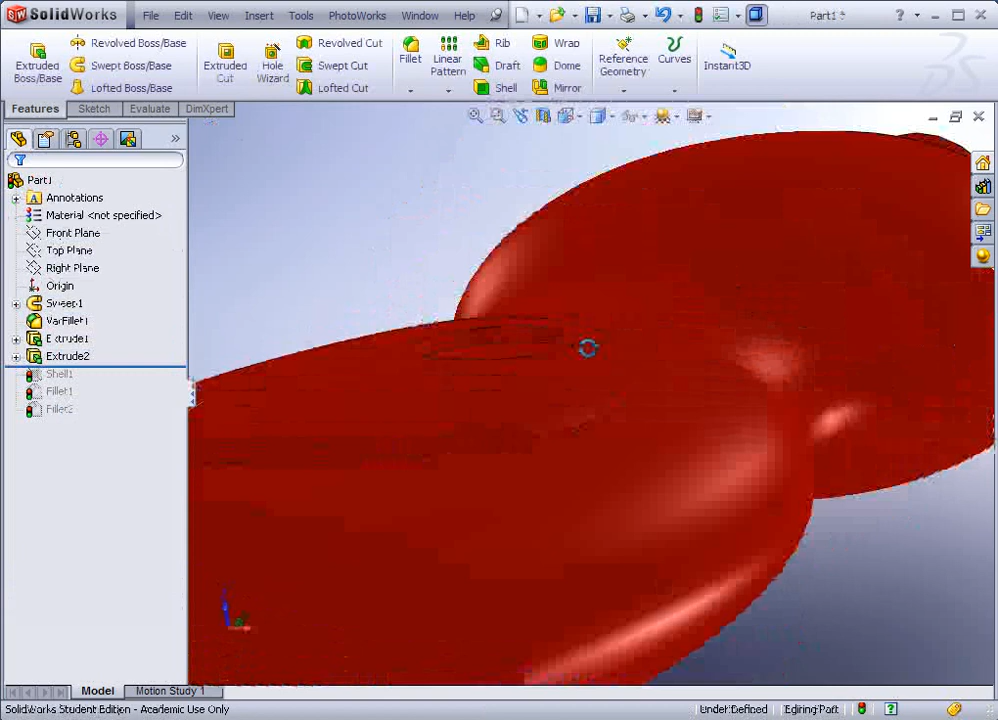 SolidWorks File Edit View Insert Tools PhotoWorks Window Help Part1 *
Extruded Boss/Base
Revolved Boss/Base
Swept Boss/Base
Lofted Boss/Base
Extruded Cut
Hole Wizard
Revolved Cut
Swept Cut
Lofted Cut
Fillet
Linear Pattern
Rib
Draft
Shell
Wrap
Dome
Mirror
Reference Geometry
Curves
Instant3D
Features Sketch Evaluate DimXpert
Part1
Annotations
Material <not specified>
Front Plane
Top Plane
Right Plane
Origin
Sweep1
VarFillet1
Extrude1
Extrude2
Shell1
Fillet1
Fillet2
Model Motion Study 1
SolidWorks Student Edition - Academic Use Only Under Defined Editing Part